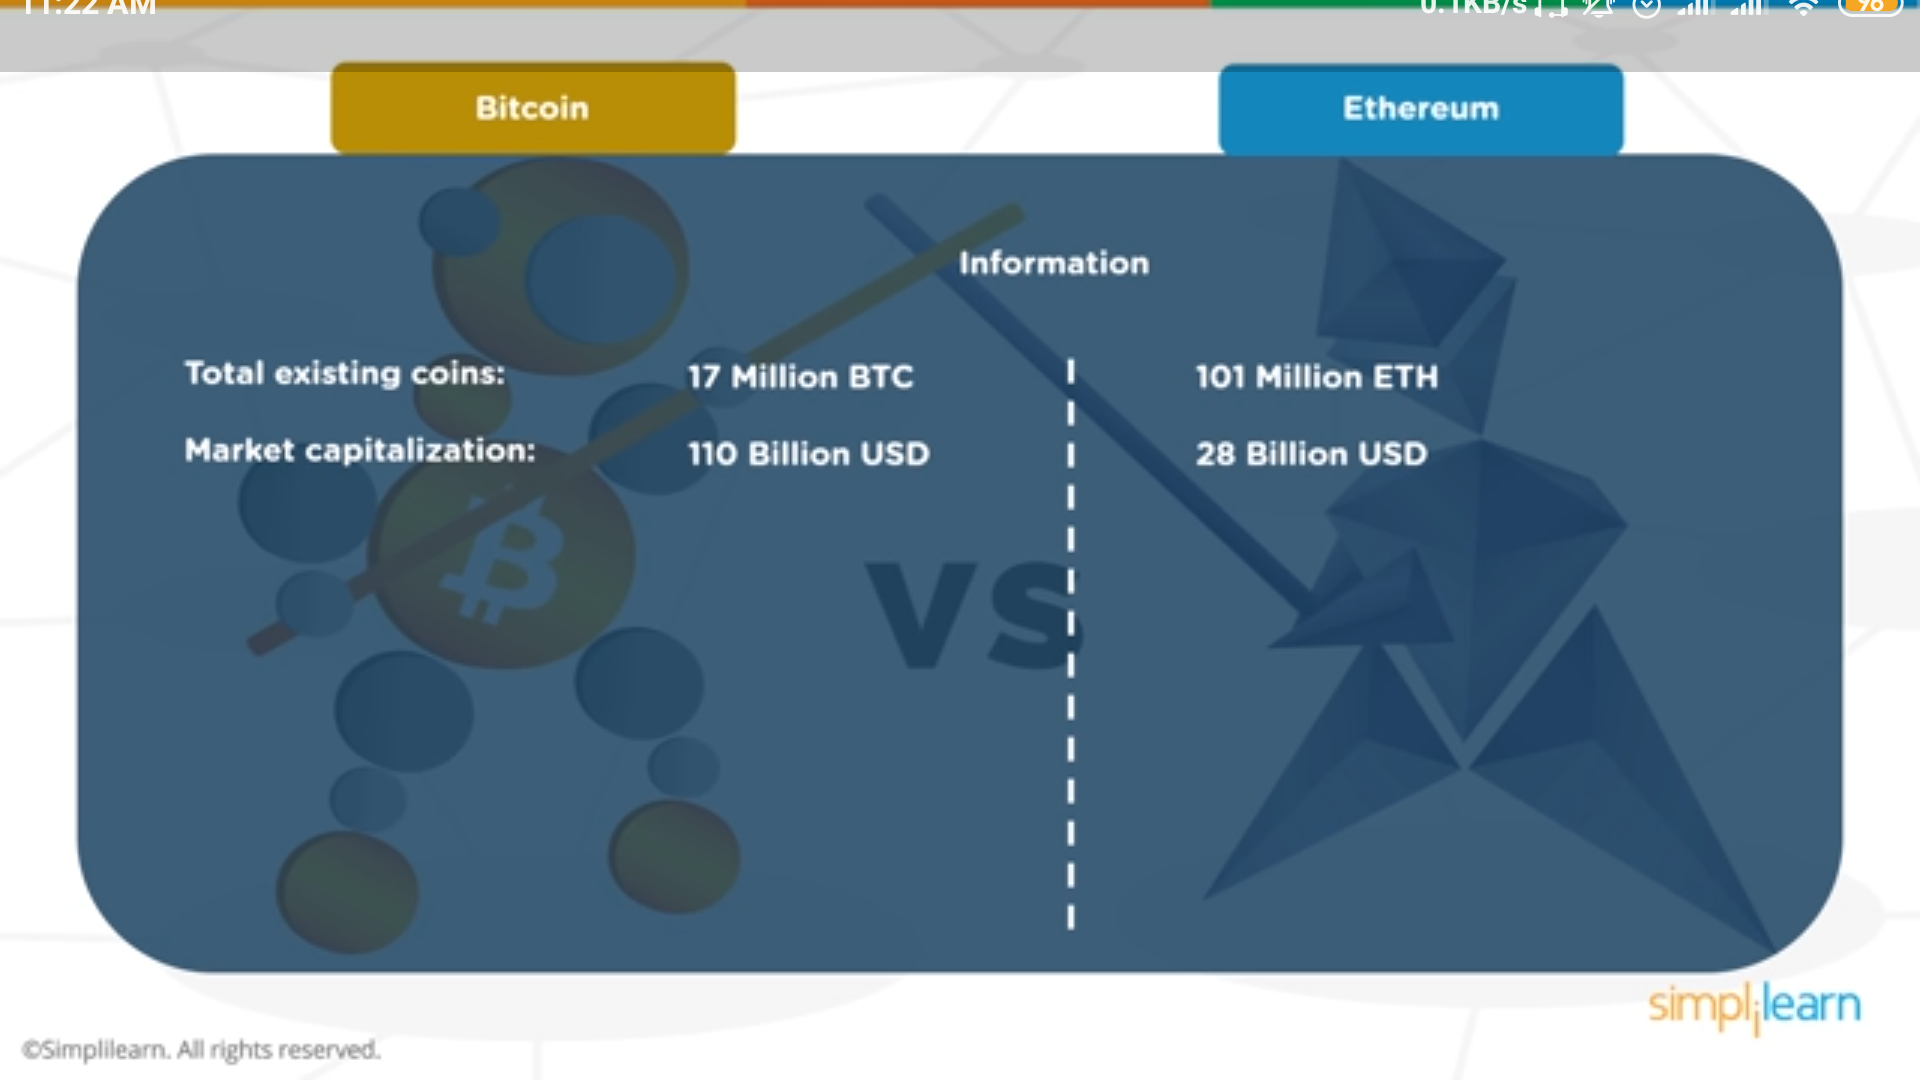 11:22 AM
0.1KB/s
96
Bitcoin
Ethereum
Information
Total existing coins:
17 Million BTC
101 Million ETH
Market capitalization:
110 Billion USD
28 Billion USD
VS
simplilearn
©Simplilearn. All rights reserved.